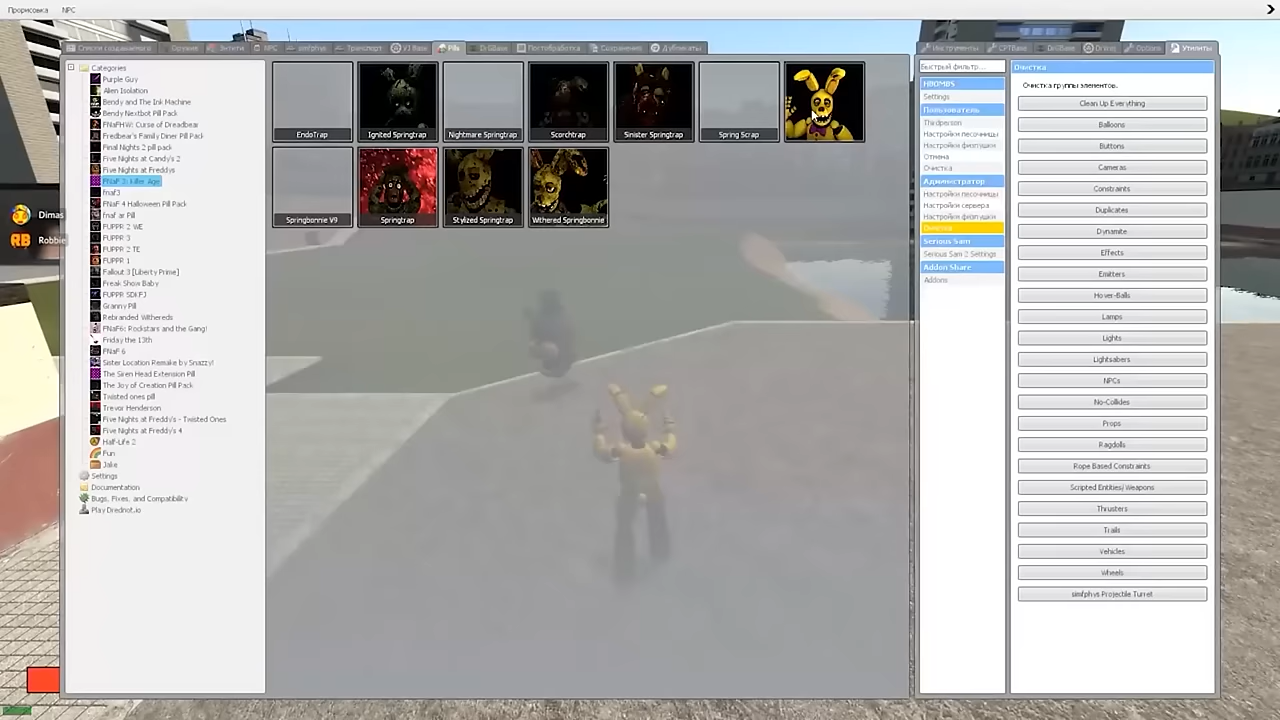 Прорисовка
NPC
Списки создаваемого
Оружие
Энтити
NPC
simfphys
Транспорт
VJ Base
Pills
DrGBase
Постобработка
Сохранения
Дубликаты
Инструменты
CPTBase
DrGBase
Options
Утилиты
Categories
Purple Guy
Alien Isolation
Bendy and The Ink Machine
Bendy Nextbot Pill Pack
FNaFHW: Curse of Dreadbear
Fredbear's Family Diner Pill Pack
Final Nights 2 pill pack
Five Nights at Candy's 2
Five Nights at Freddys
FNaF 3: Killer Age
fnaf3
FNaF 4 Halloween Pill Pack
fnaf ar Pill
FUPPR 2 WE
FUPPR 3
FUPPR 2 TE
FUPPR 1
Fallout 3 [Liberty Prime]
Freak Show Baby
FUPPR SDI FJ
Granny Pill
Rebranded Withereds
FNaF6: Rockstars and the Gang!
Friday the 13th
FNaF 6
Sister Location Remake by Snazzy!
The Siren Head Extension Pill
The Joy of Creation Pill Pack
Twisted ones pill
Trevor Henderson
Five Nights at Freddy's - Twisted Ones
Five Nights at Freddy's 4
Half-Life 2
Fun
Jake
Settings
Documentation
Bugs, Fixes, and Compatibility
Play Drednot.io
Dimas
RB Robbie
EndoTrap
Ignited Springtrap
Nightmare Springtrap
Scorchtrap
Sinister Springtrap
Spring Scrap
Springbonnie V9
Springtrap
Stylized Springtrap
Withered Springbonnie
Быстрый фильтр...
Settings
Пользователь
Thirdperson
Настройки песочницы
Настройки физпушки
Отмена
Очистка
Администратор
Настройки песочницы
Настройки сервера
Настройки физпушки
Очистка
Serious Sam
Serious Sam 2 Settings
Addon Share
Addons
Очистка
Очистка группы элементов.
Clean Up Everything
Balloons
Buttons
Cameras
Constraints
Duplicates
Dynamite
Effects
Emitters
Hover-Balls
Lamps
Lights
Lightsabers
NPCs
No-Collides
Props
Ragdolls
Rope Based Constraints
Scripted Entities/Weapons
Thrusters
Trails
Vehicles
Wheels
simfphys Projectile Turret